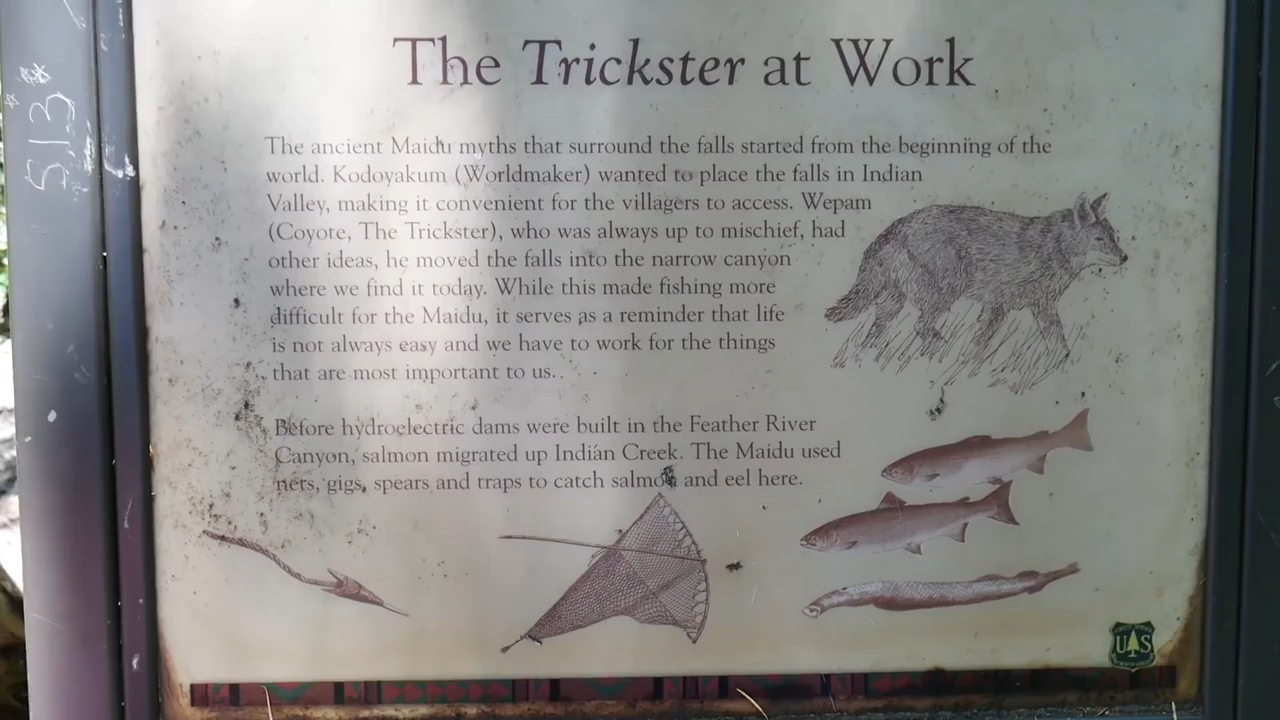 The Trickster at Work
The ancient Maidu myths that surround the falls started from the beginning of the
world. Kodoyakum (Worldmaker) wanted to place the falls in Indian
Valley, making it convenient for the villagers to access. Wepam
(Coyote, The Trickster), who was always up to mischief, had
other ideas, he moved the falls into the narrow canyon
where we find it today. While this made fishing more
difficult for the Maidu, it serves as a reminder that life
is not always easy and we have to work for the things
that are most important to us.
Before hydroelectric dams were built in the Feather River
Canyon, salmon migrated up Indian Creek. The Maidu used
nets, gigs, spears and traps to catch salmon and eel here.
513
US